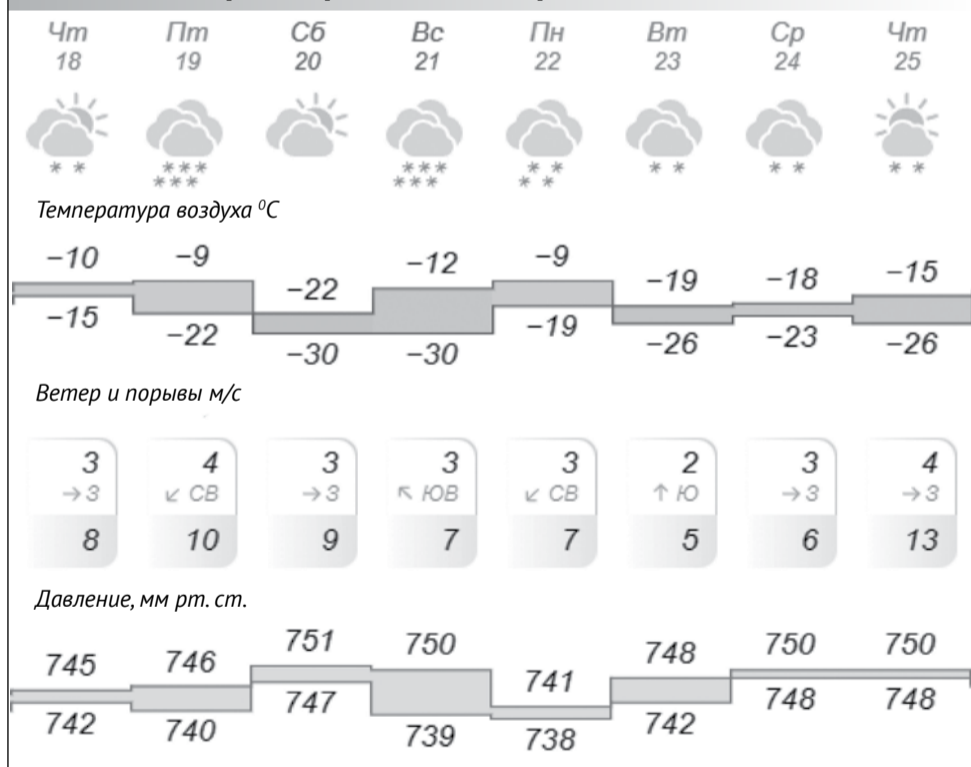 Чт Пт Сб Вс Пн Вт Ср Чт
18 19 20 21 22 23 24 25
Температура воздуха ⁰С
−10 −9 −22 −12 −9 −19 −18 −15
−15 −22 −30 −30 −19 −26 −23 −26
Ветер и порывы м/с
3 4 3 3 3 2 3 4
→ З ↙ СВ → З ↖ ЮВ ↙ СВ ↑ Ю → З → З
8 10 9 7 7 5 6 13
Давление, мм рт. ст.
745 746 751 750 741 748 750 750
742 740 747 739 738 742 748 748